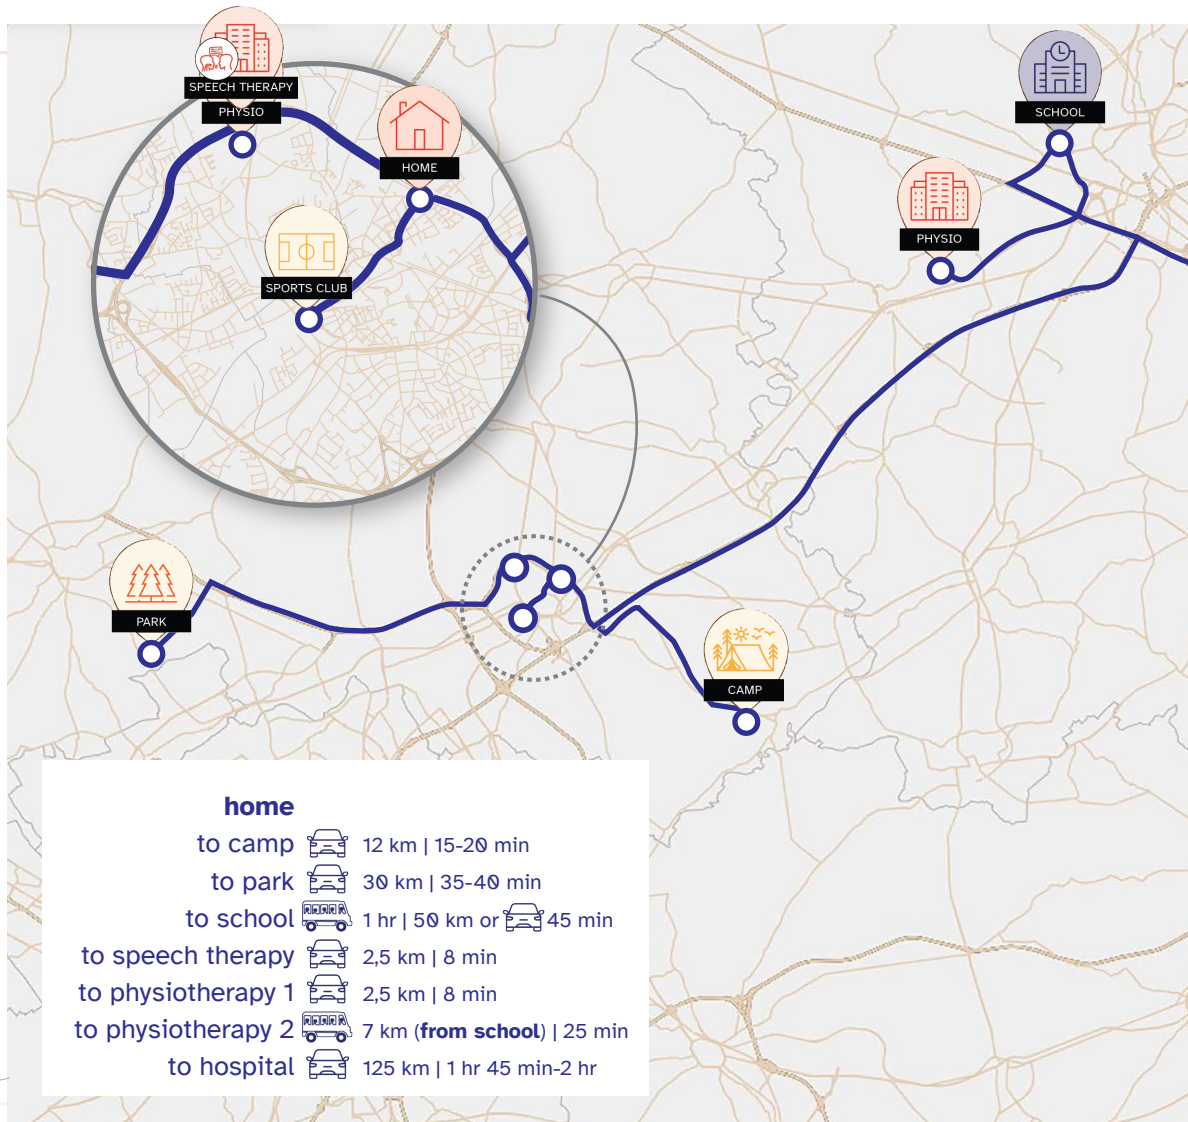 SPEECH THERAPY
PHYSIO
HOME
SPORTS CLUB
SCHOOL
PHYSIO
PARK
CAMP
home
to camp 12 km | 15-20 min
to park 30 km | 35-40 min
to school 1 hr | 50 km or 45 min
to speech therapy 2,5 km | 8 min
to physiotherapy 1 2,5 km | 8 min
to physiotherapy 2 7 km (from school) | 25 min
to hospital 125 km | 1 hr 45 min-2 hr